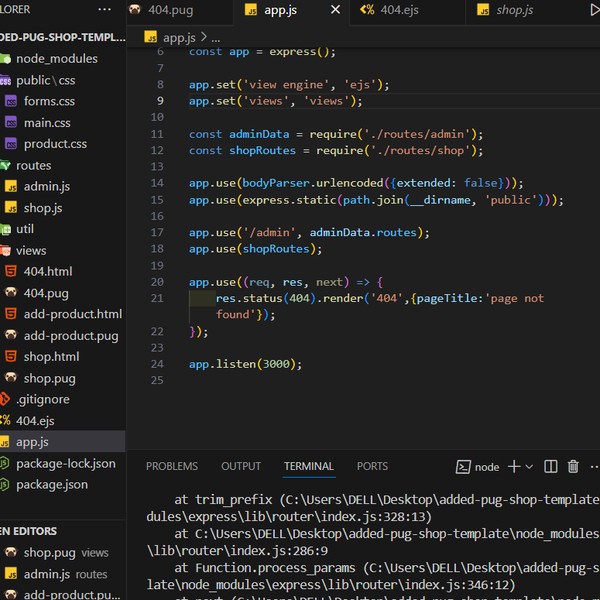 LORER ...
404.pug app.js × 404.ejs shop.js
DED-PUG-SHOP-TEMPL...
node_modules
public\css
forms.css
main.css
product.css
routes
admin.js
shop.js
util
views
404.html
404.pug
add-product.html
add-product.pug
shop.html
shop.pug
.gitignore
404.ejs
app.js
package-lock.json
package.json
EN EDITORS
shop.pug views
admin.js routes
add-product.pu...
app.js > ...
6 const app = express();
7
8 app.set('view engine', 'ejs');
9 app.set('views', 'views');
10
11 const adminData = require('./routes/admin');
12 const shopRoutes = require('./routes/shop');
13
14 app.use(bodyParser.urlencoded({extended: false}));
15 app.use(express.static(path.join(__dirname, 'public')));
16
17 app.use('/admin', adminData.routes);
18 app.use(shopRoutes);
19
20 app.use((req, res, next) => {
21 res.status(404).render('404',{pageTitle:'page not
found'});
22 });
23
24 app.listen(3000);
25
PROBLEMS OUTPUT TERMINAL PORTS node
at trim_prefix (C:\Users\DELL\Desktop\added-pug-shop-template
dules\express\lib\router\index.js:328:13)
at C:\Users\DELL\Desktop\added-pug-shop-template\node_modules
\lib\router\index.js:286:9
at Function.process_params (C:\Users\DELL\Desktop\added-pug-s
late\node_modules\express\lib\router\index.js:346:12)